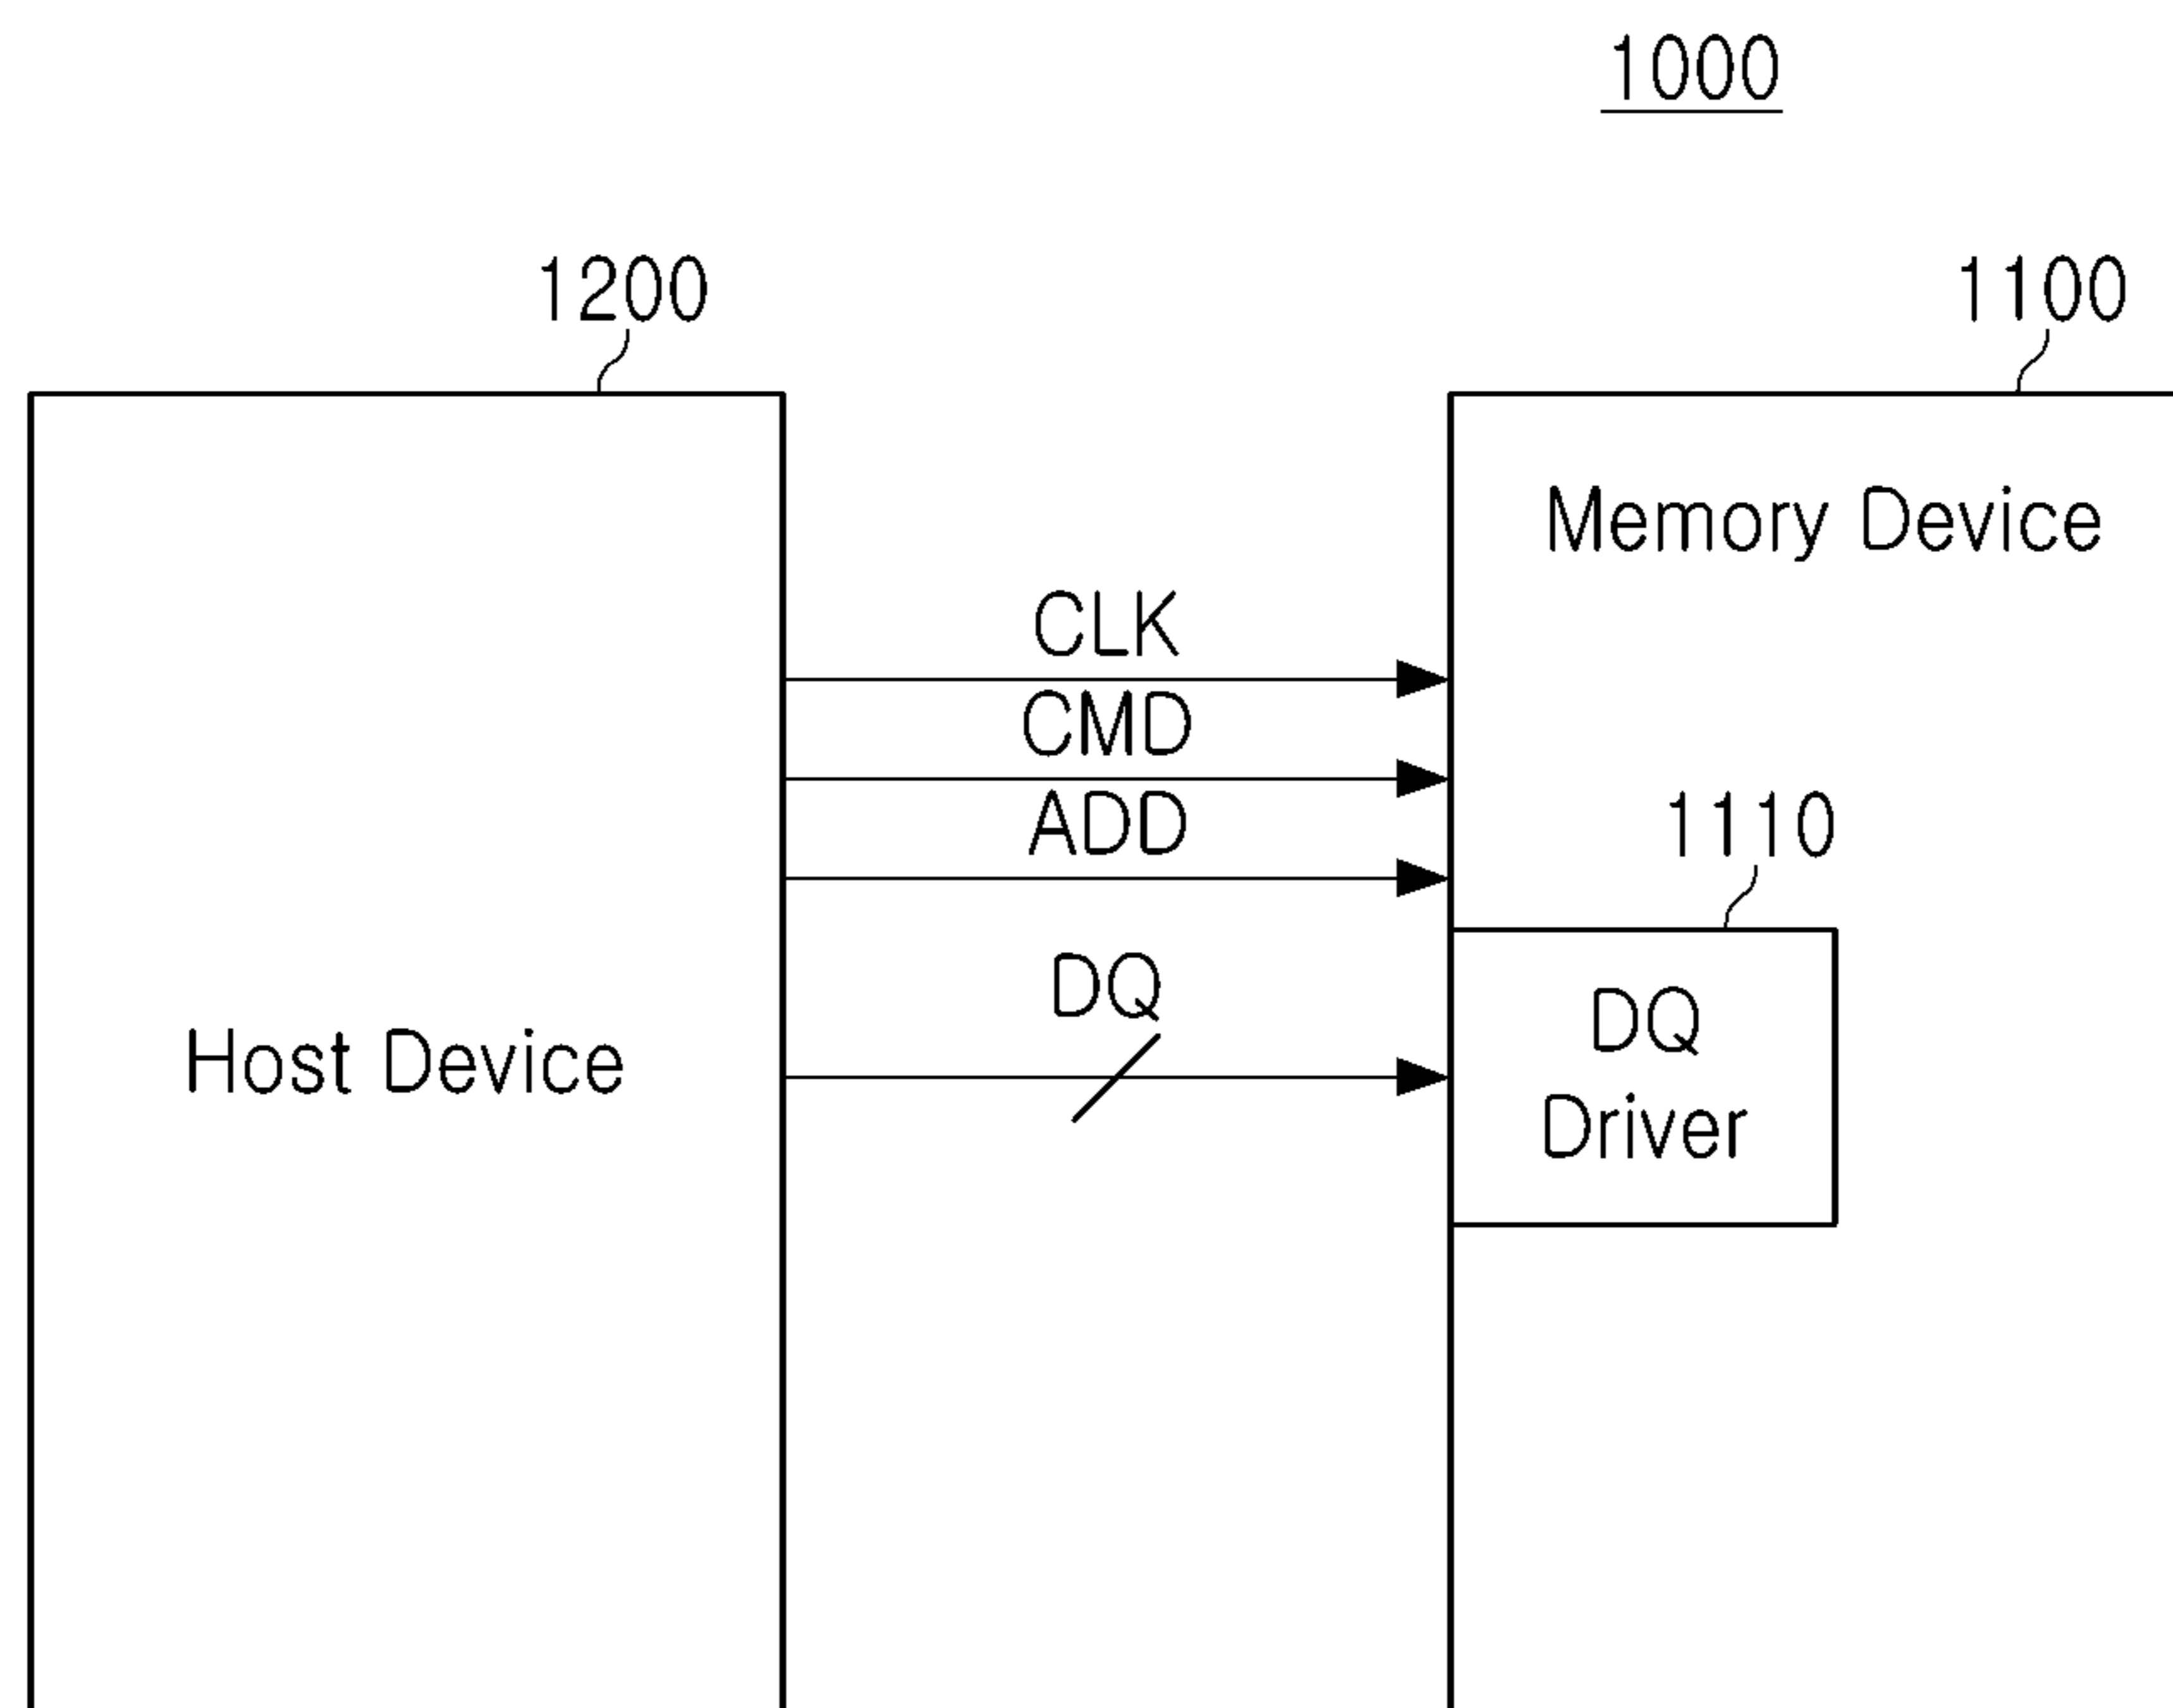 1000
1200
1100
Memory Device
CLK
CMD
ADD
1110
DQ
DQ
Driver
Host Device